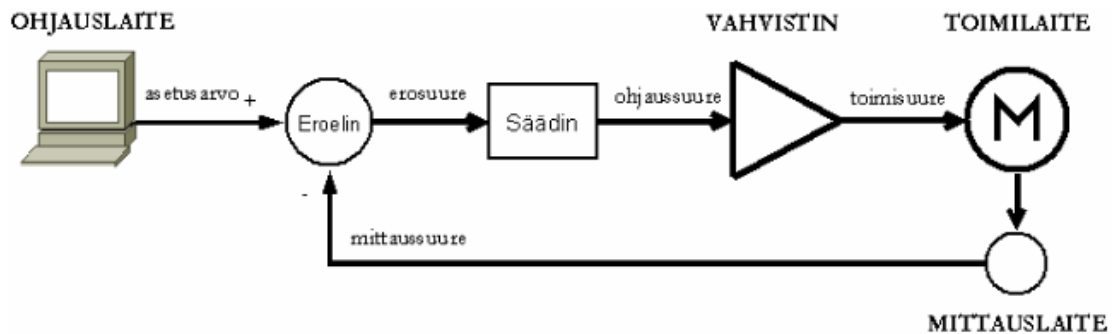 OHJAUSLAITE
VAHVISTIN
TOIMILAITE
asetusarvo +
erosuure
ohjaussuure
toimisuure
Eroelin
Säädin
M
-
mittaussuure
MITTAUSLAITE